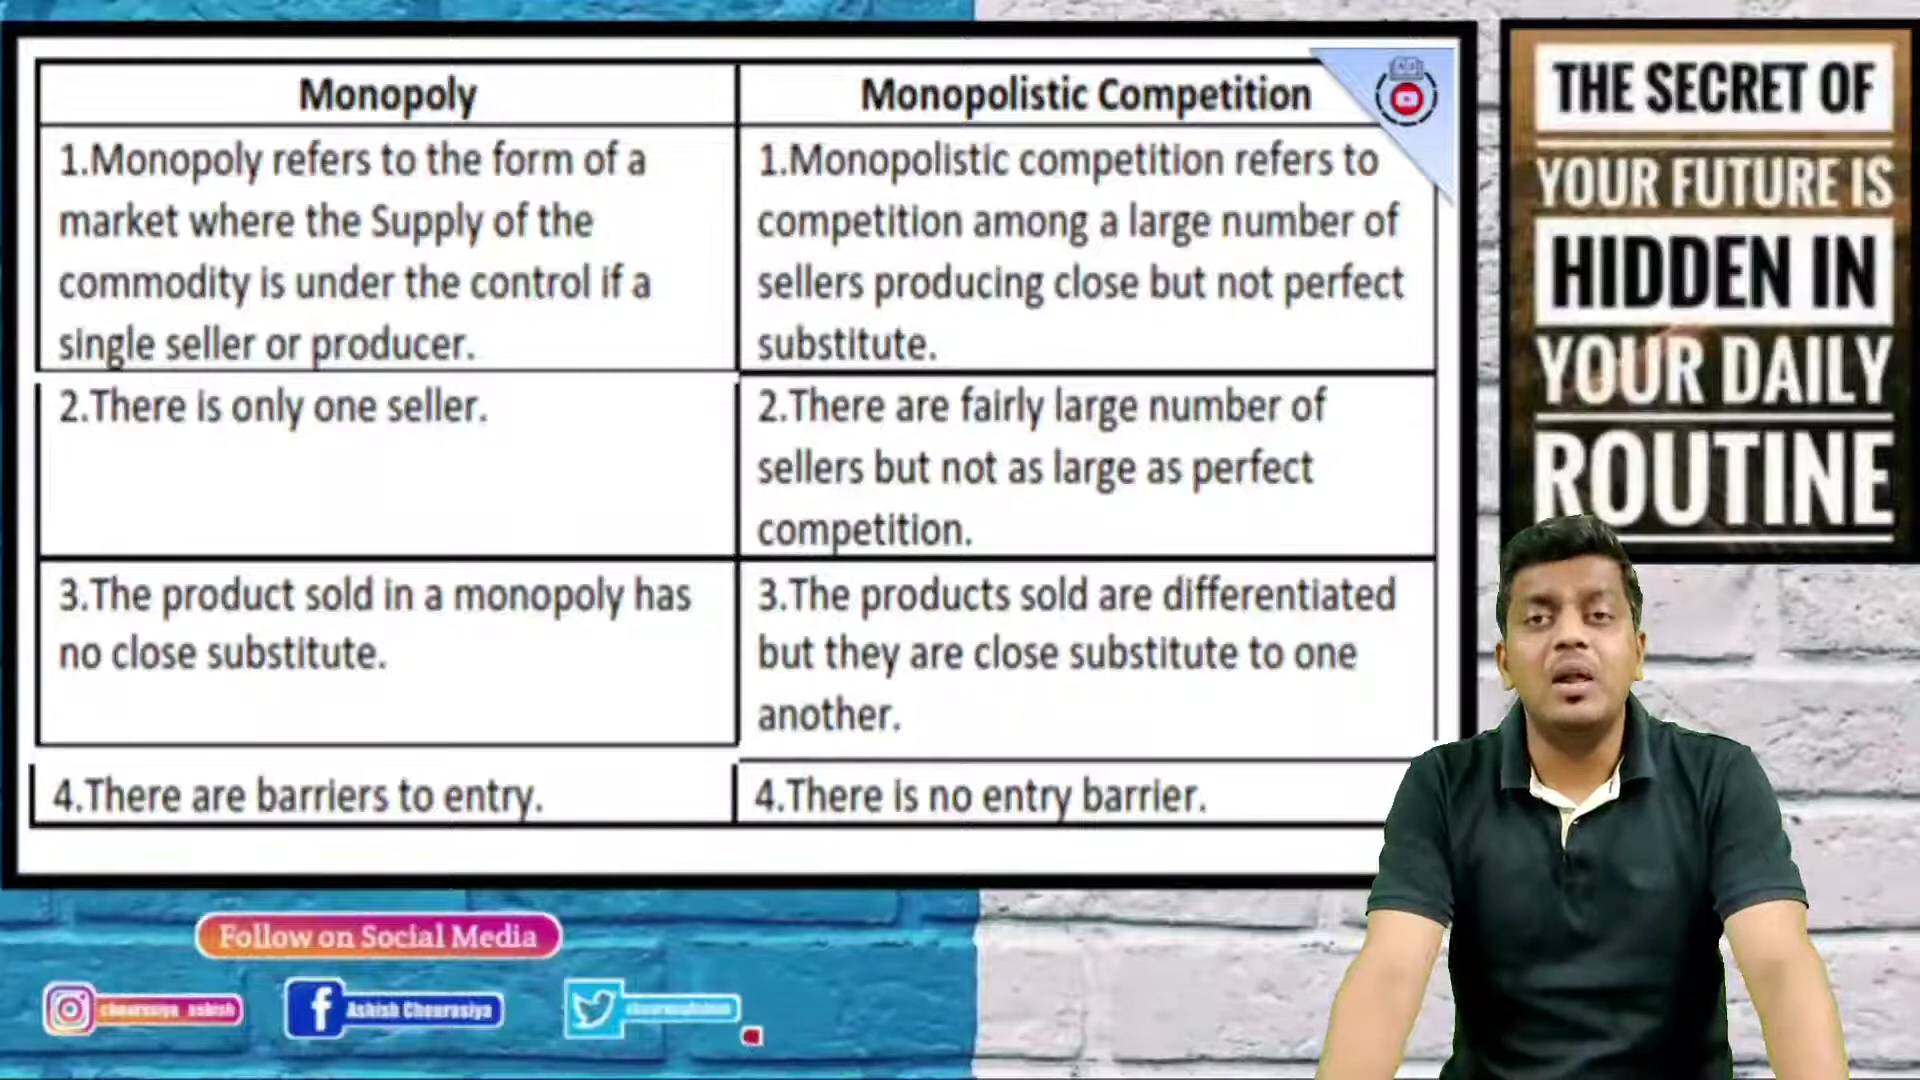 Monopoly
Monopolistic Competition
1.Monopoly refers to the form of a
market where the Supply of the
commodity is under the control if a
single seller or producer.
1.Monopolistic competition refers to
competition among a large number of
sellers producing close but not perfect
substitute.
2.There is only one seller.
2.There are fairly large number of
sellers but not as large as perfect
competition.
3.The product sold in a monopoly has
no close substitute.
3.The products sold are differentiated
but they are close substitute to one
another.
4.There are barriers to entry.
4.There is no entry barrier.
THE SECRET OF
YOUR FUTURE IS
HIDDEN IN
YOUR DAILY
ROUTINE
Follow on Social Media
chourasiya_ashish
Ashish Chourasiya